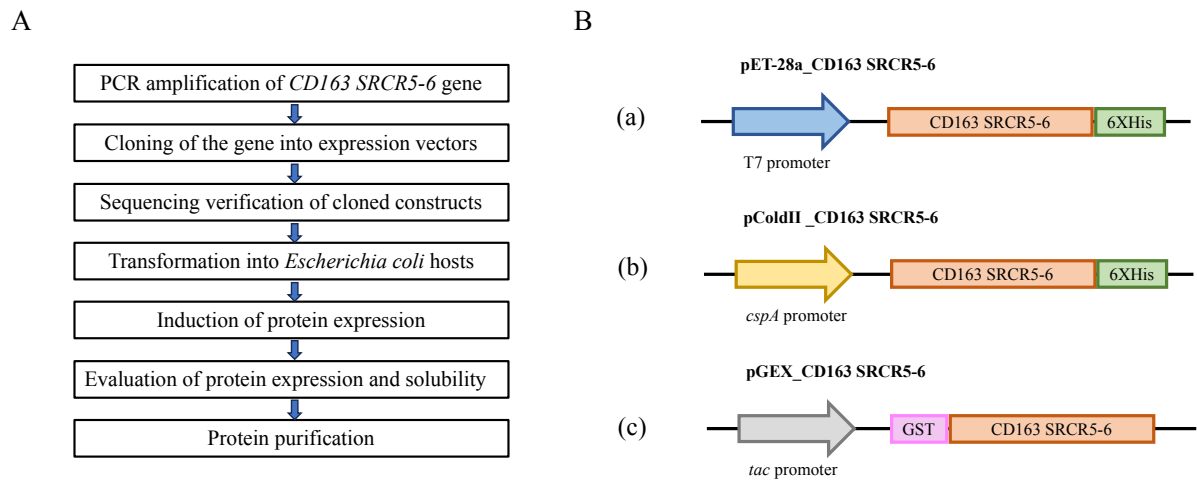 A
PCR amplification of CD163 SRCR5-6 gene
Cloning of the gene into expression vectors
Sequencing verification of cloned constructs
Transformation into Escherichia coli hosts
Induction of protein expression
Evaluation of protein expression and solubility
Protein purification
B
pET-28a_CD163 SRCR5-6
(a)
CD163 SRCR5-6
6XHis
T7 promoter
pColdII_CD163 SRCR5-6
(b)
CD163 SRCR5-6
6XHis
cspA promoter
pGEX_CD163 SRCR5-6
(c)
GST
CD163 SRCR5-6
tac promoter